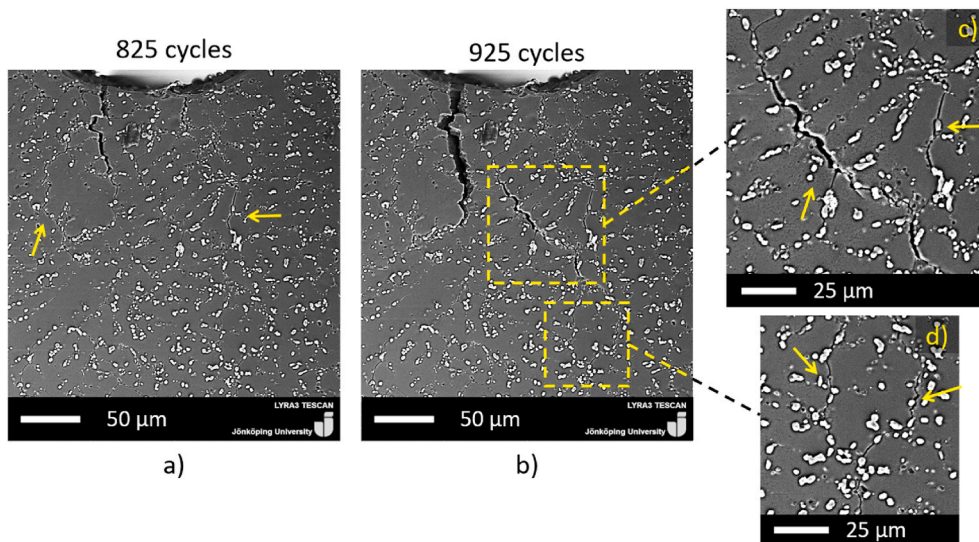 825 cycles
925 cycles
c)
25 µm
d)
25 µm
50 µm
LYRA3 TESCAN
Jönköping University
50 µm
LYRA3 TESCAN
Jönköping University
a)
b)